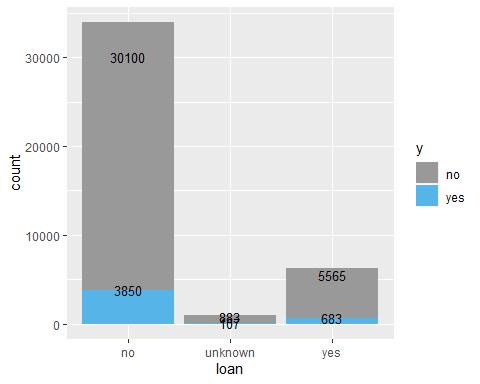 30000
20000
10000
0
count
30100
3850
883
107
5565
683
no
unknown
yes
loan
y
no
yes